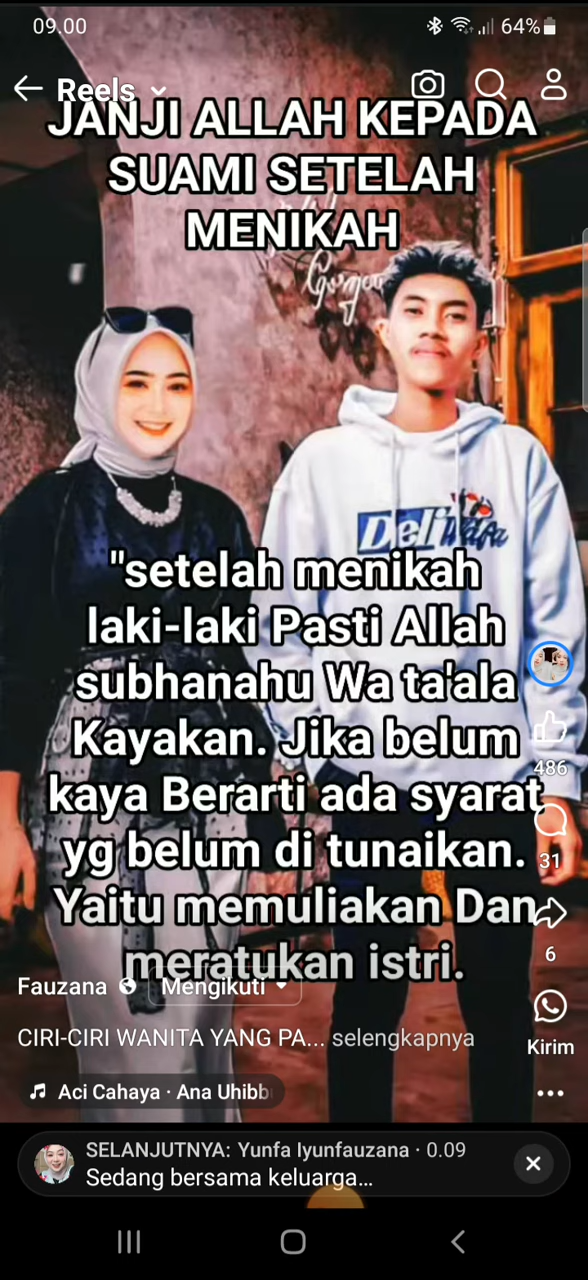 09.00
64%
Reels
JANJI ALLAH KEPADA
SUAMI SETELAH
MENIKAH
Deli
"setelah menikah
laki-laki Pasti Allah
subhanahu Wa ta'ala
Kayakan. Jika belum
kaya Berarti ada syarat
yg belum di tunaikan.
Yaitu memuliakan Dan
meratukan istri.
486
31
6
Fauzana
Mengikuti
CIRI-CIRI WANITA YANG PA... selengkapnya
Kirim
Aci Cahaya · Ana Uhibb
SELANJUTNYA: Yunfa Iyunfauzana · 0.09
Sedang bersama keluarga...